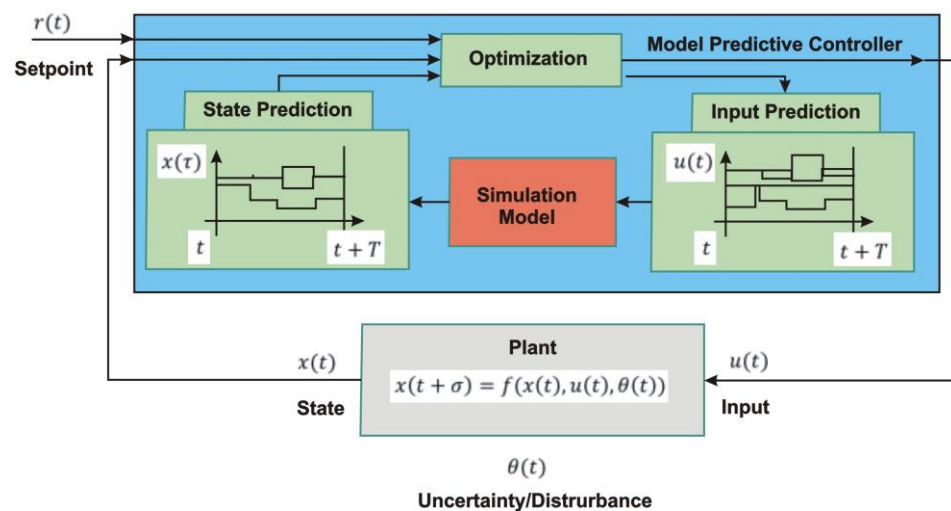 r(t)
Setpoint
Optimization
Model Predictive Controller
State Prediction
Input Prediction
x(τ)
t
t + T
Simulation
Model
u(t)
t
t + T
Plant
x(t + σ) = f(x(t), u(t), θ(t))
x(t)
State
u(t)
Input
θ(t)
Uncertainty/Distrurbance